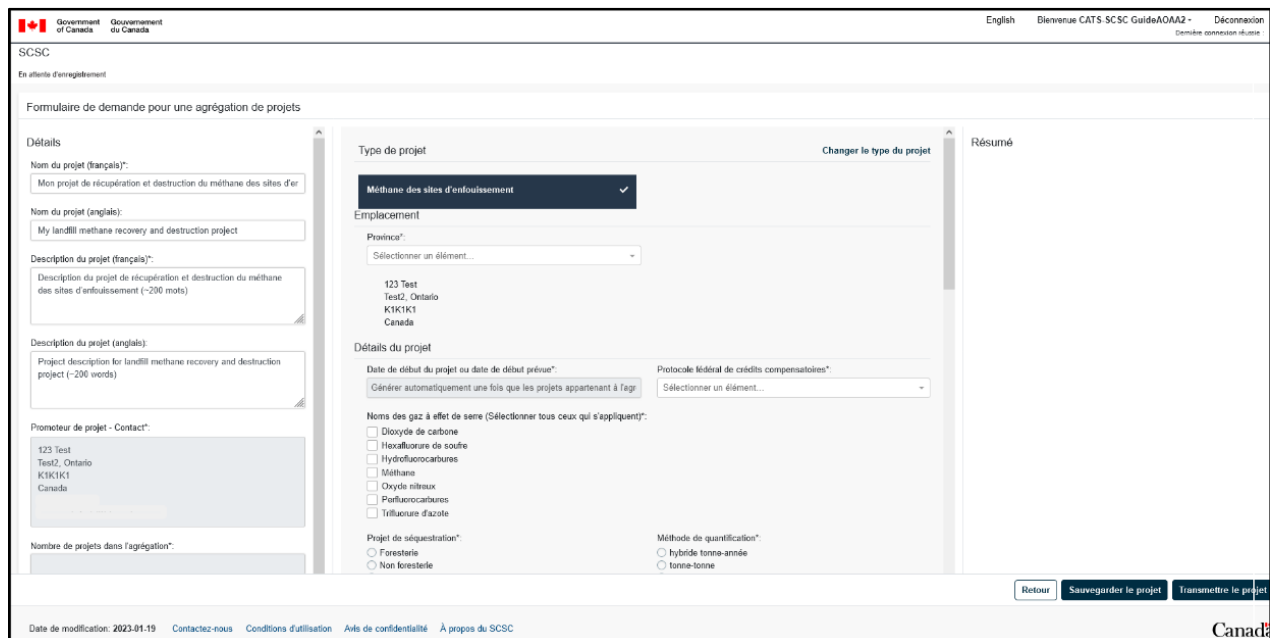 Government of Canada
Gouvernement du Canada
English
Bienvenue CATS-SCSC GuideAOAA2
Déconnexion
Dernière connexion réussie :
SCSC
En attente d'enregistrement
Formulaire de demande pour une agrégation de projets
Détails
Nom du projet (français)*:
Mon projet de récupération et destruction du méthane des sites d'er
Nom du projet (anglais):
My landfill methane recovery and destruction project
Description du projet (français)*:
Description du projet de récupération et destruction du méthane
des sites d'enfouissement (~200 mots)
Description du projet (anglais):
Project description for landfill methane recovery and destruction
project (~200 words)
Promoteur de projet - Contact*:
123 Test
Test2, Ontario
K1K1K1
Canada
Nombre de projets dans l'agrégation*:
Type de projet
Changer le type du projet
Méthane des sites d'enfouissement
Emplacement
Province*:
Sélectionner un élément...
123 Test
Test2, Ontario
K1K1K1
Canada
Détails du projet
Date de début du projet ou date de début prévue*:
Générer automatiquement une fois que les projets appartenant à l'agr
Protocole fédéral de crédits compensatoires*:
Sélectionner un élément...
Noms des gaz à effet de serre (Sélectionner tous ceux qui s'appliquent)*:
Dioxyde de carbone
Hexafluorure de soufre
Hydrofluorocarbures
Méthane
Oxyde nitreux
Perfluorocarbures
Trifluorure d'azote
Projet de séquestration*:
Foresterie
Non foresterie
Méthode de quantification*:
hybride tonne-année
tonne-tonne
Résumé
Retour
Sauvegarder le projet
Transmettre le projet
Date de modification: 2023-01-19
Contactez-nous
Conditions d'utilisation
Avis de confidentialité
À propos du SCSC
Canada